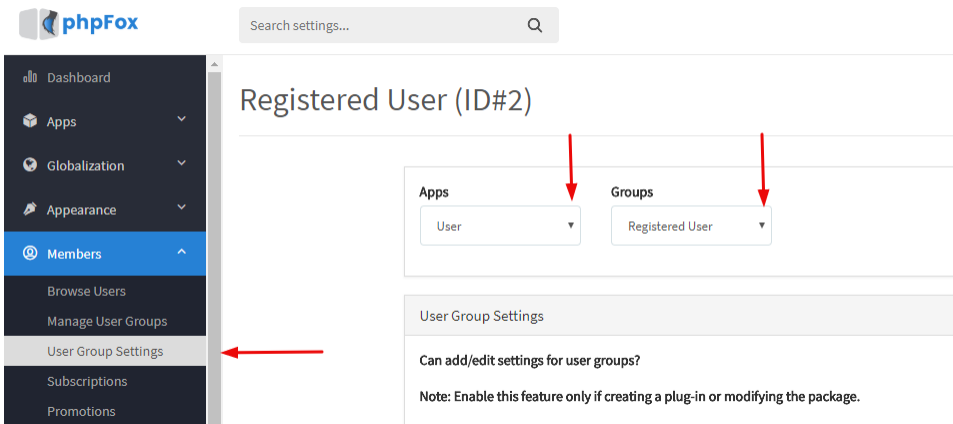 phpFox
Search settings...
Dashboard
Apps
Globalization
Appearance
Members
Browse Users
Manage User Groups
User Group Settings
Subscriptions
Promotions
Registered User (ID#2)
Apps
Groups
User
Registered User
User Group Settings
Can add/edit settings for user groups?
Note: Enable this feature only if creating a plug-in or modifying the package.